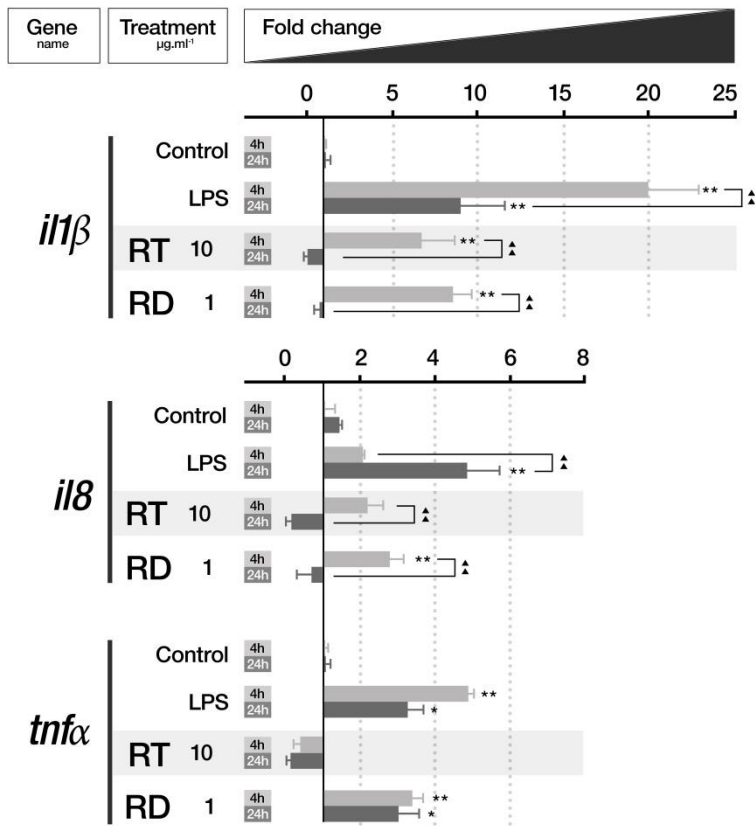 Gene Treatment Fold change
name µg.ml-1
0 5 10 15 20 25
Control 4h
24h
LPS 4h **
24h **
il1β
RT 10 4h **
24h
RD 1 4h **
24h
0 2 4 6 8
Control 4h
24h
LPS 4h
24h **
il8
RT 10 4h
24h
RD 1 4h **
24h
Control 4h
24h
LPS 4h **
24h *
tnfα
RT 10 4h
24h
RD 1 4h **
24h *